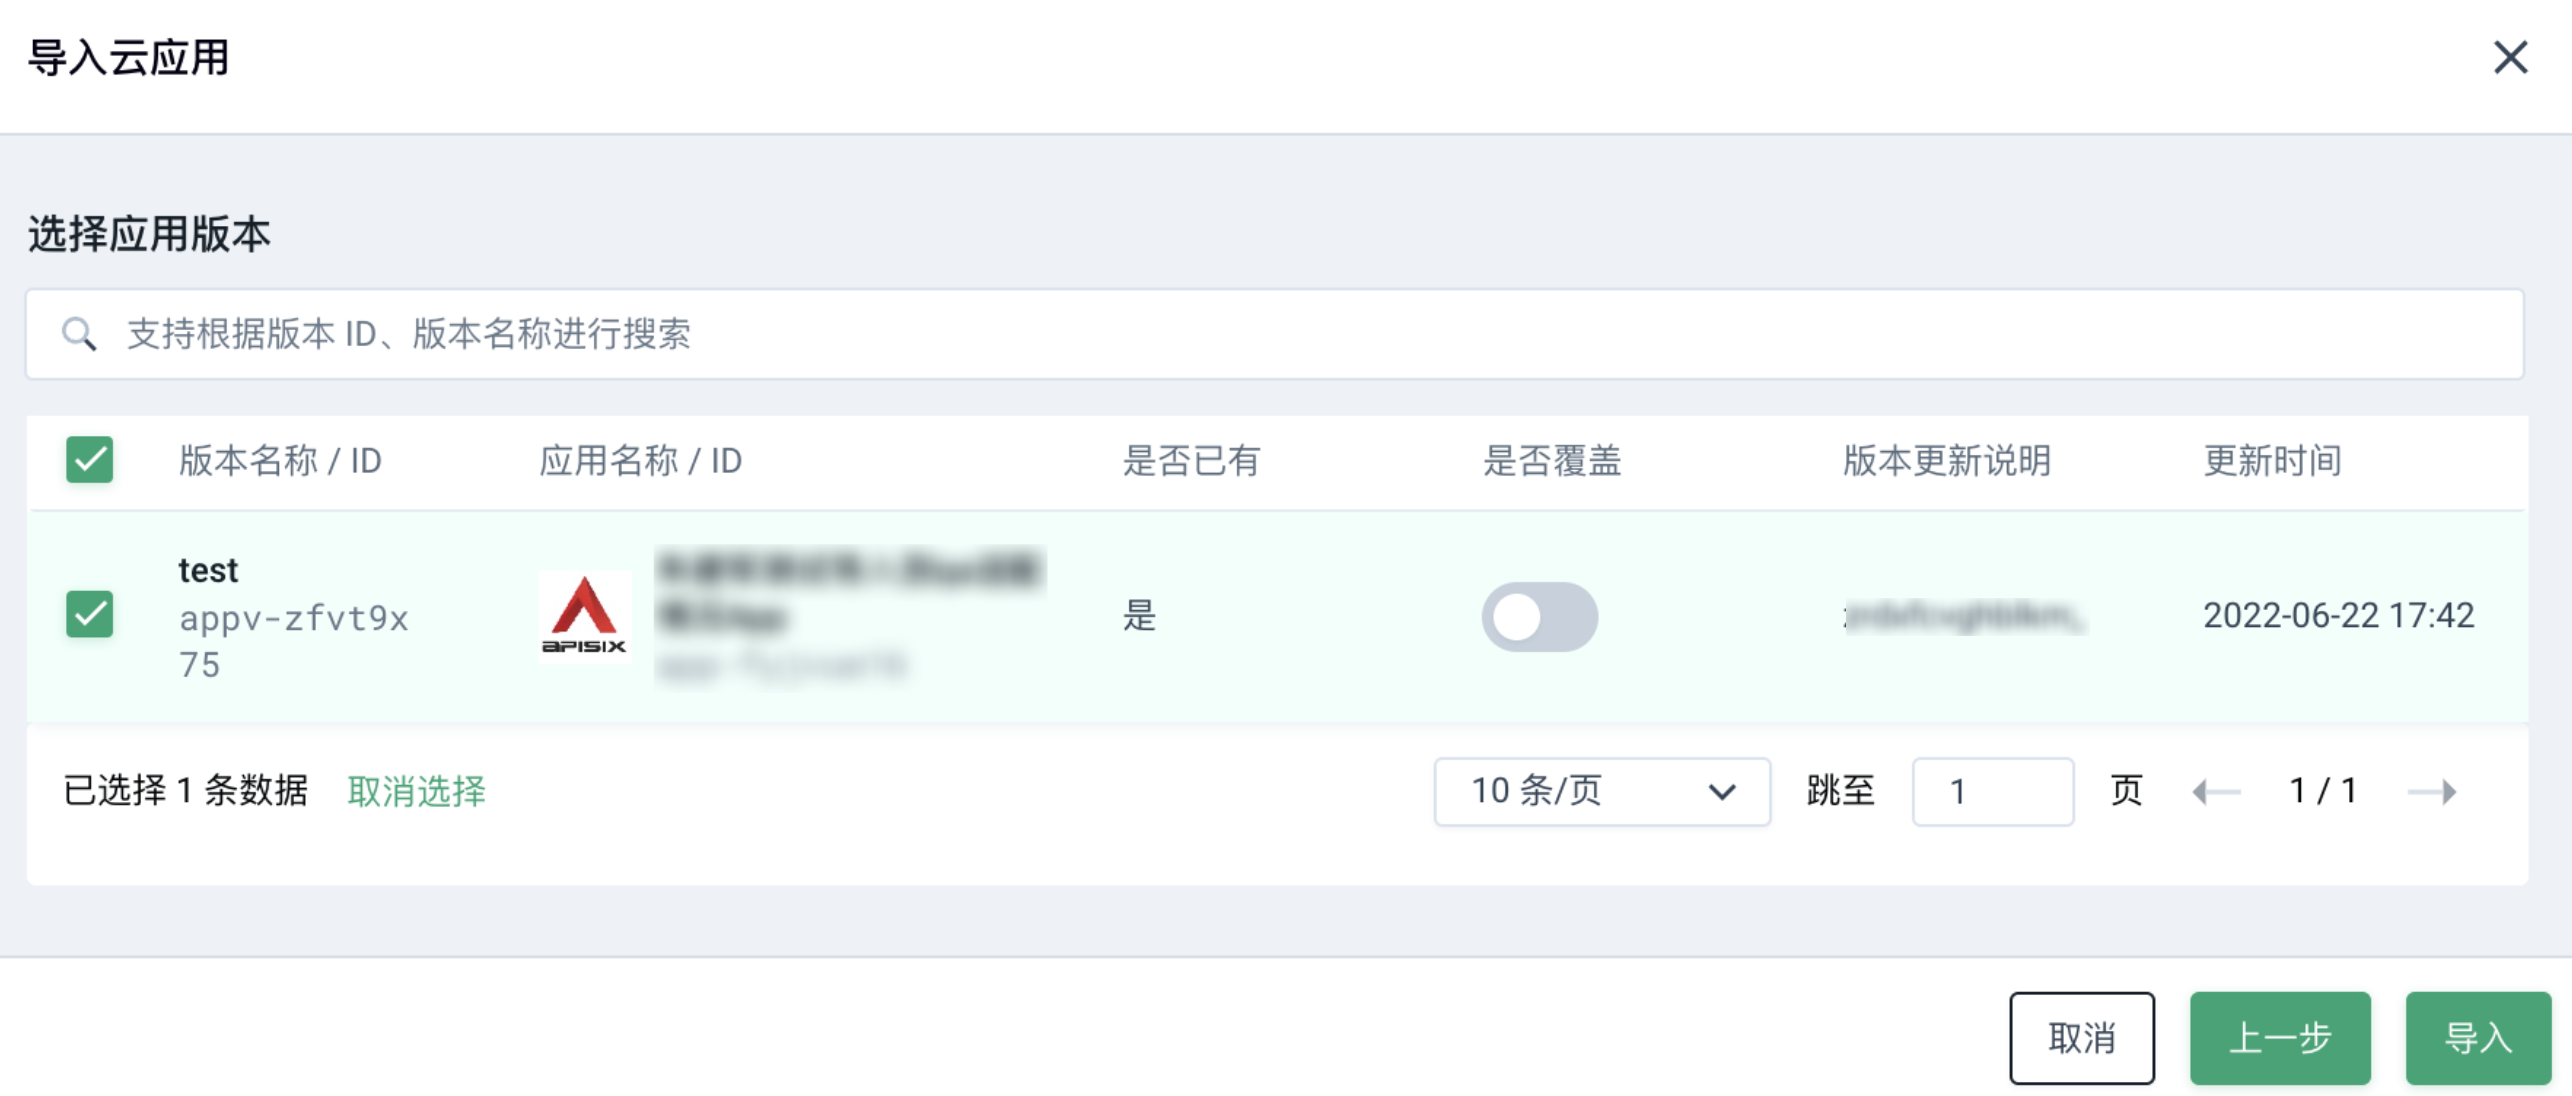 导入云应用
选择应用版本
支持根据版本 ID、版本名称进行搜索
版本名称 / ID 应用名称 / ID 是否已有 是否覆盖 版本更新说明 更新时间
test
appv-zfvt9x
75
APISIX
是
2022-06-22 17:42
已选择 1 条数据 取消选择 10 条/页 跳至 1 页 1 / 1
取消 上一步 导入